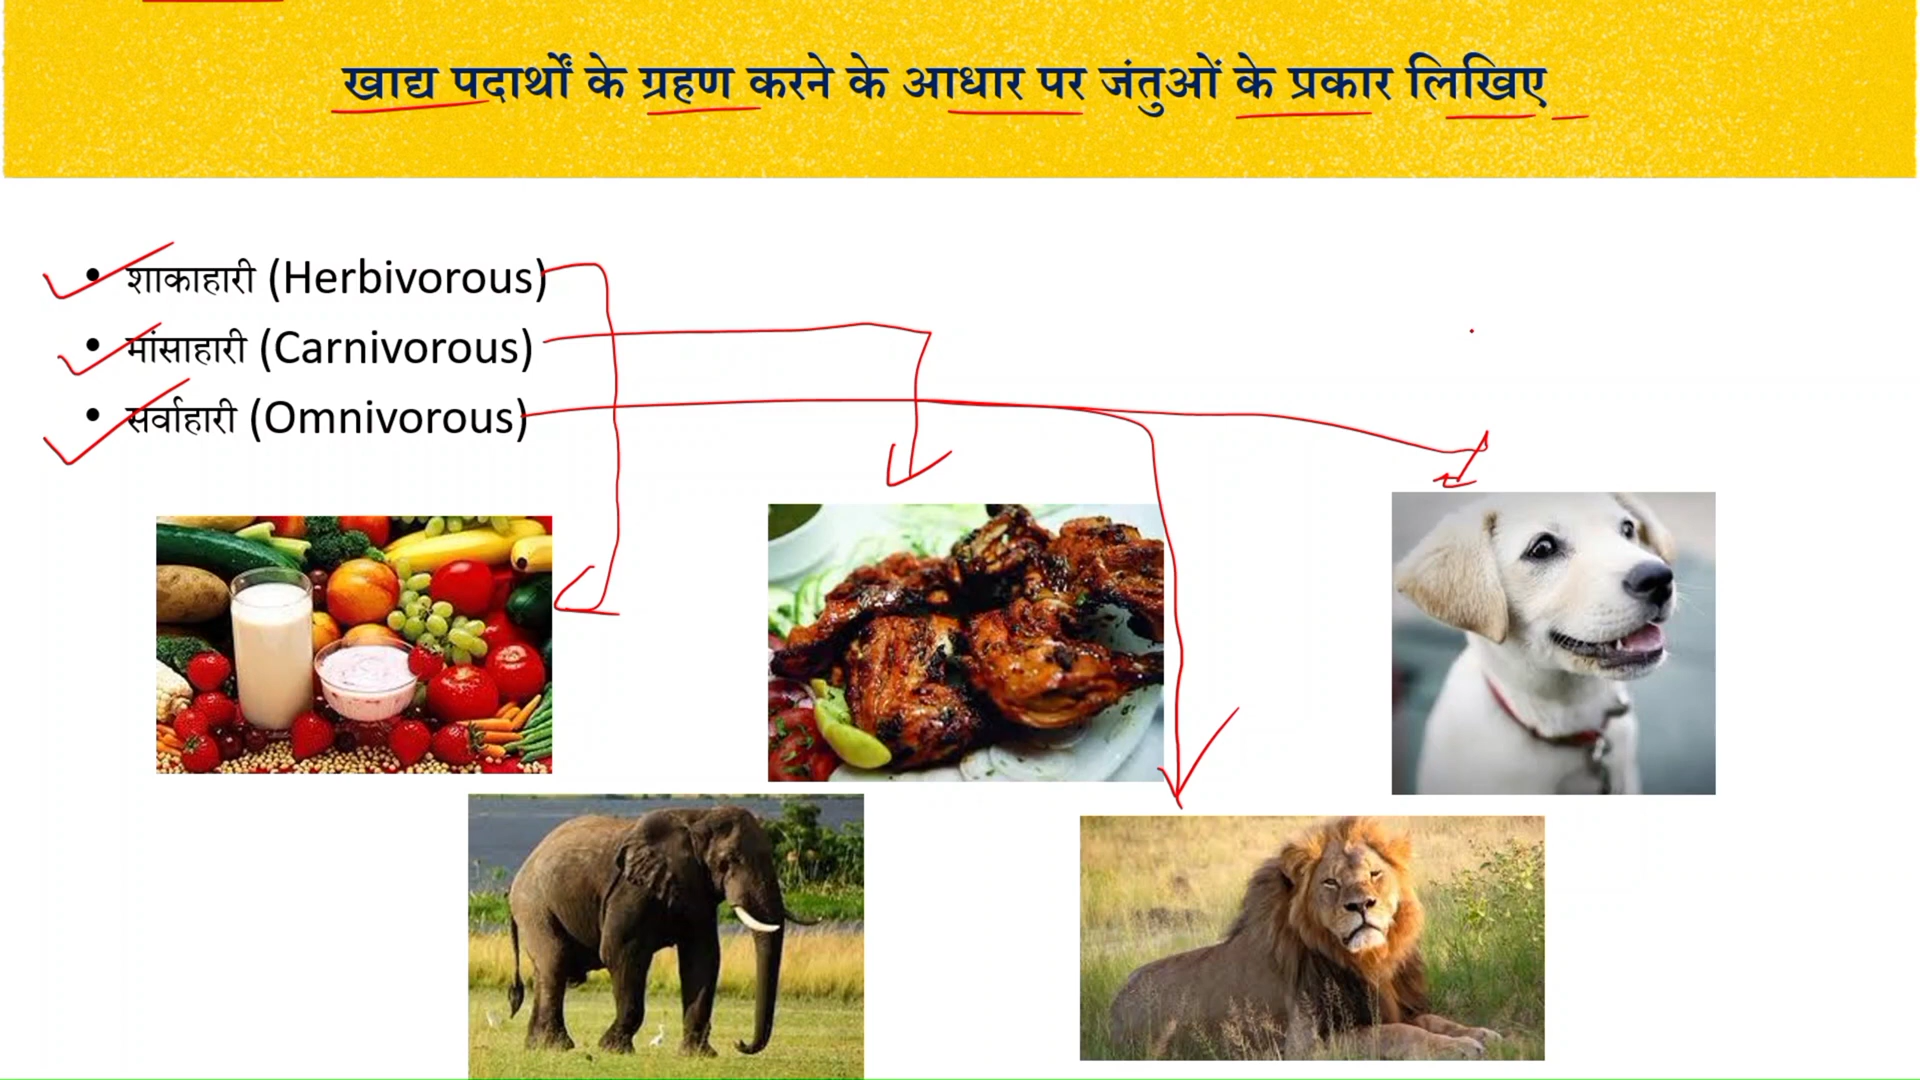 खाद्य पदार्थों के ग्रहण करने के आधार पर जंतुओं के प्रकार लिखिए
• शाकाहारी (Herbivorous)
• मांसाहारी (Carnivorous)
• सर्वाहारी (Omnivorous)